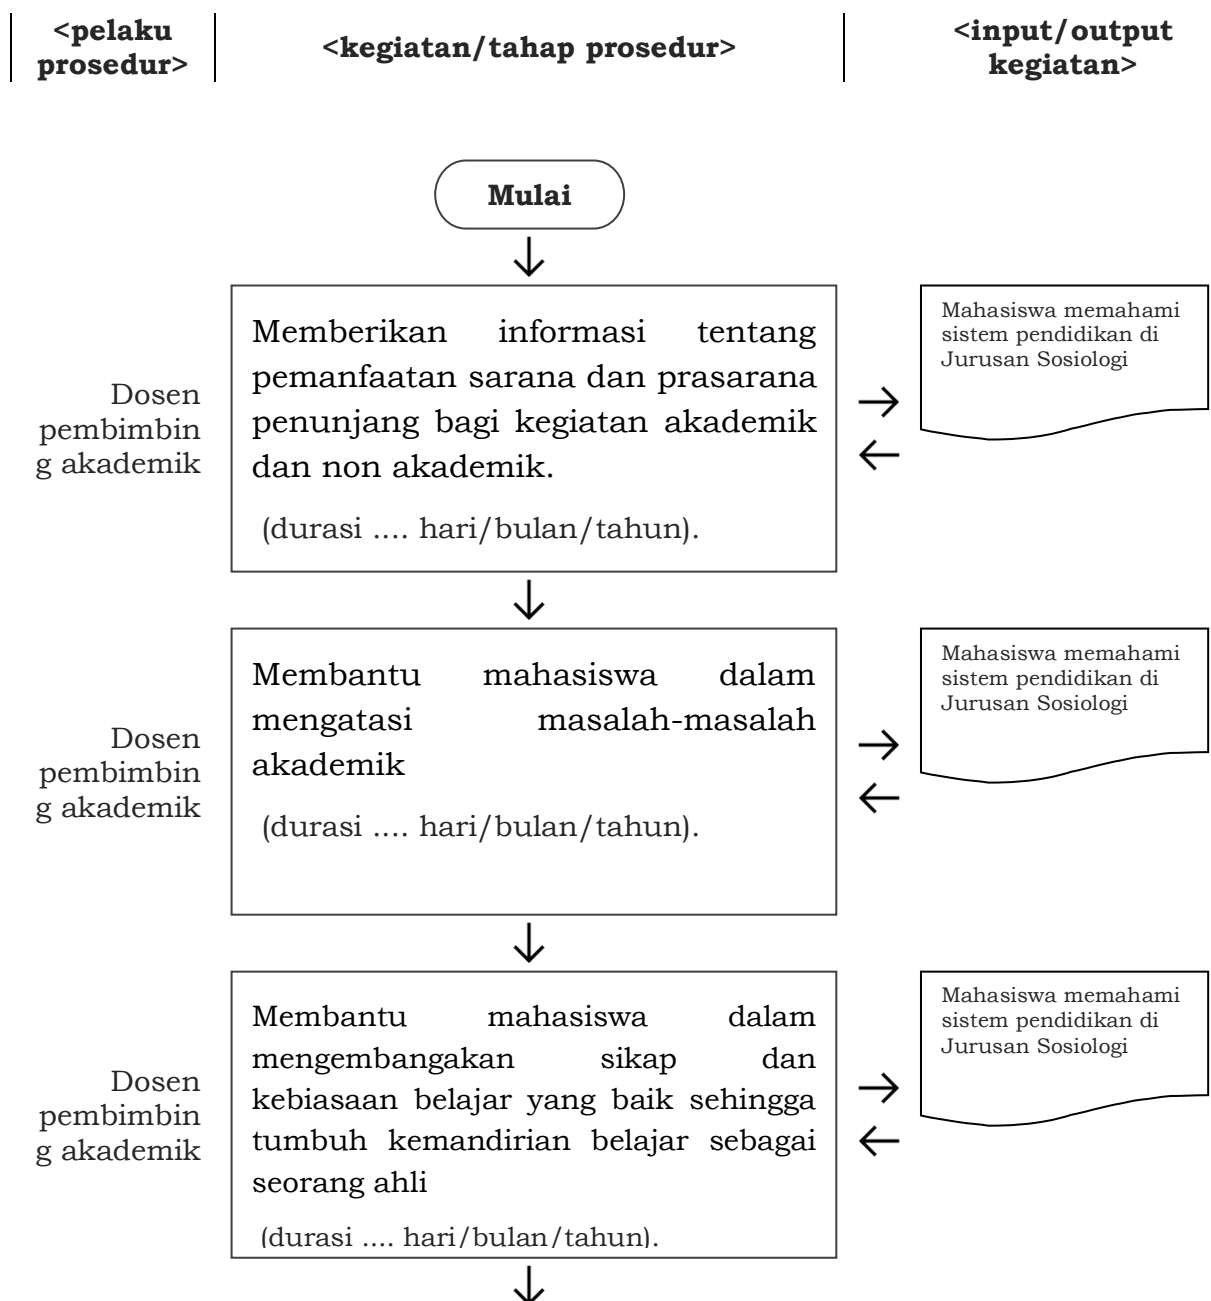 <pelaku
prosedur>
<kegiatan/tahap prosedur>
<input/output
kegiatan>
Mulai
Dosen
pembimbin
g akademik
Memberikan informasi tentang
pemanfaatan sarana dan prasarana
penunjang bagi kegiatan akademik
dan non akademik.
(durasi .... hari/bulan/tahun).
Mahasiswa memahami
sistem pendidikan di
Jurusan Sosiologi
Dosen
pembimbin
g akademik
Membantu mahasiswa dalam
mengatasi masalah-masalah
akademik
(durasi .... hari/bulan/tahun).
Mahasiswa memahami
sistem pendidikan di
Jurusan Sosiologi
Dosen
pembimbin
g akademik
Membantu mahasiswa dalam
mengembangakan sikap dan
kebiasaan belajar yang baik sehingga
tumbuh kemandirian belajar sebagai
seorang ahli
(durasi .... hari/bulan/tahun).
Mahasiswa memahami
sistem pendidikan di
Jurusan Sosiologi